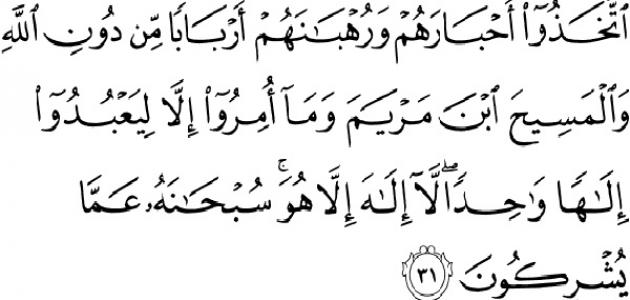 ٱتَّخَذُوٓاْ أَحۡبَارَهُمۡ وَرُهۡبَٰنَهُمۡ أَرۡبَابٗا مِّن دُونِ ٱللَّهِ
وَٱلۡمَسِيحَ ٱبۡنَ مَرۡيَمَ وَمَآ أُمِرُوٓاْ إِلَّا لِيَعۡبُدُوٓاْ
إِلَٰهٗا وَٰحِدٗاۖ لَّآ إِلَٰهَ إِلَّا هُوَۚ سُبۡحَٰنَهُۥ عَمَّا
يُشۡرِكُونَ ٣١